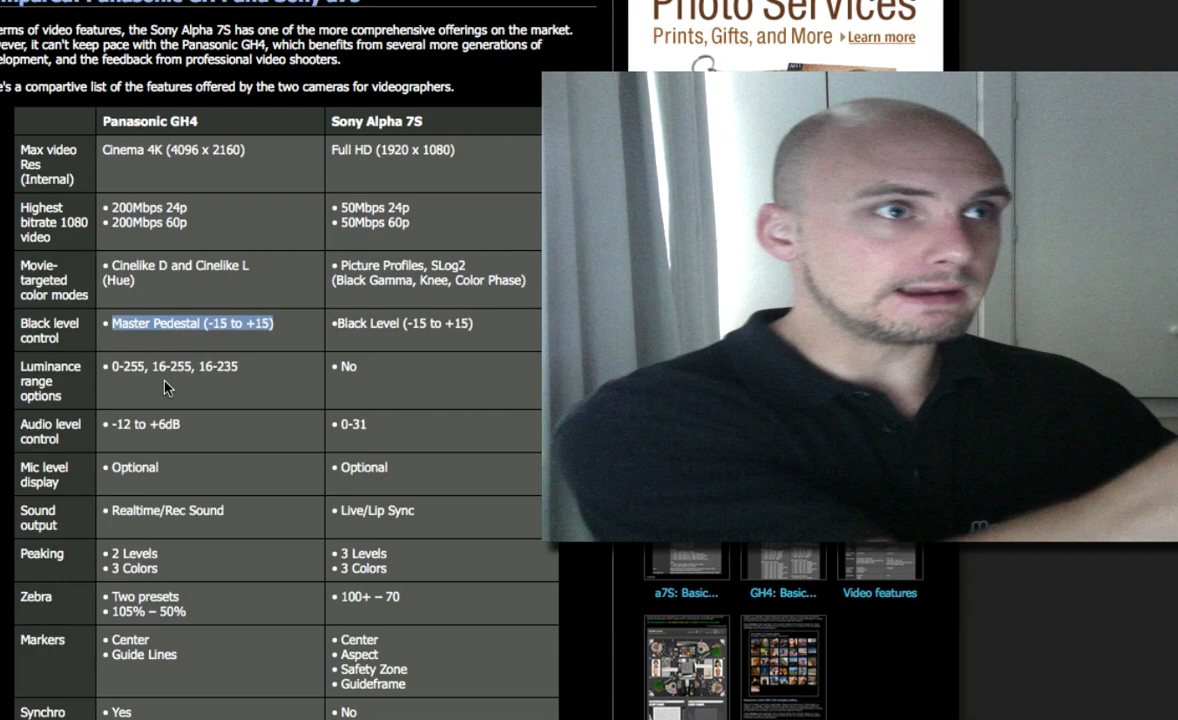 Compare: Panasonic GH4 and Sony a7S
erms of video features, the Sony Alpha 7S has one of the more comprehensive offerings on the market.
ever, it can't keep pace with the Panasonic GH4, which benefits from several more generations of
elopment, and the feedback from professional video shooters.
e's a compartive list of the features offered by the two cameras for videographers.
Panasonic GH4
Sony Alpha 7S
Max video
Res
(Internal)
Cinema 4K (4096 x 2160)
Full HD (1920 x 1080)
Highest
bitrate 1080
video
• 200Mbps 24p
• 200Mbps 60p
• 50Mbps 24p
• 50Mbps 60p
Movie-
targeted
color modes
• Cinelike D and Cinelike L
(Hue)
• Picture Profiles, SLog2
(Black Gamma, Knee, Color Phase)
Black level
control
• Master Pedestal (-15 to +15)
•Black Level (-15 to +15)
Luminance
range
options
• 0-255, 16-255, 16-235
• No
Audio level
control
• -12 to +6dB
• 0-31
Mic level
display
• Optional
• Optional
Sound
output
• Realtime/Rec Sound
• Live/Lip Sync
Peaking
• 2 Levels
• 3 Colors
• 3 Levels
• 3 Colors
Zebra
• Two presets
• 105% – 50%
• 100+ – 70
Markers
• Center
• Guide Lines
• Center
• Aspect
• Safety Zone
• Guideframe
Synchro
• Yes
• No
Photo Services
Prints, Gifts, and More
Learn more
a7S: Basic...
GH4: Basic...
Video features